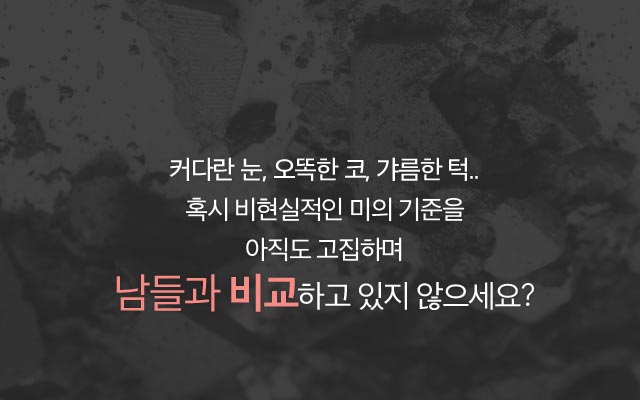 커다란 눈, 오똑한 코, 갸름한 턱..
혹시 비현실적인 미의 기준을
아직도 고집하며
남들과 비교하고 있지 않으세요?